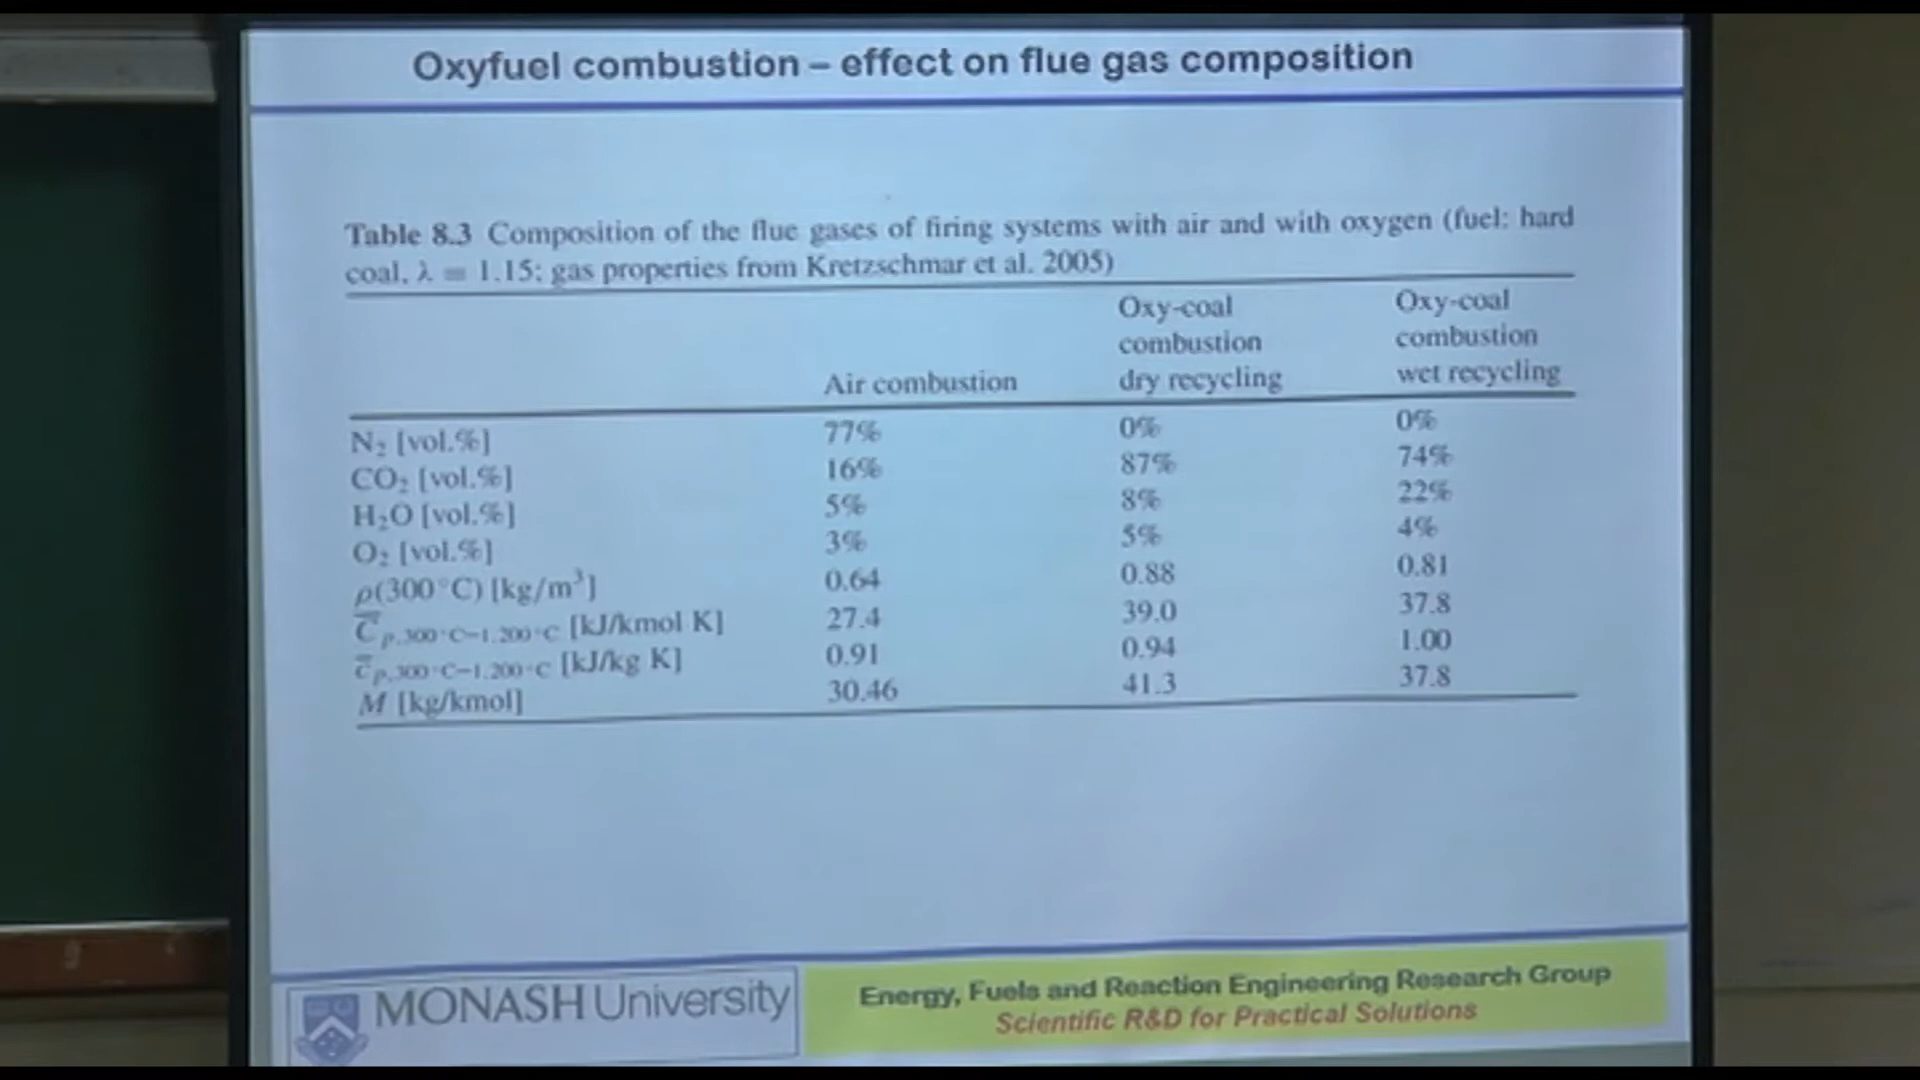 Oxyfuel combustion – effect on flue gas composition
Table 8.3 Composition of the flue gases of firing systems with air and with oxygen (fuel: hard
coal, λ = 1.15; gas properties from Kretzschmar et al. 2005)
Air combustion Oxy-coal combustion dry recycling Oxy-coal combustion wet recycling
N₂ [vol.%] 77% 0% 0%
CO₂ [vol.%] 16% 87% 74%
H₂O [vol.%] 5% 8% 22%
O₂ [vol.%] 3% 5% 4%
ρ(300°C) [kg/m³] 0.64 0.88 0.81
C̅p,300°C–1,200°C [kJ/kmol K] 27.4 39.0 37.8
c̅p,300°C–1,200°C [kJ/kg K] 0.91 0.94 1.00
M [kg/kmol] 30.46 41.3 37.8
MONASH University
Energy, Fuels and Reaction Engineering Research Group
Scientific R&D for Practical Solutions